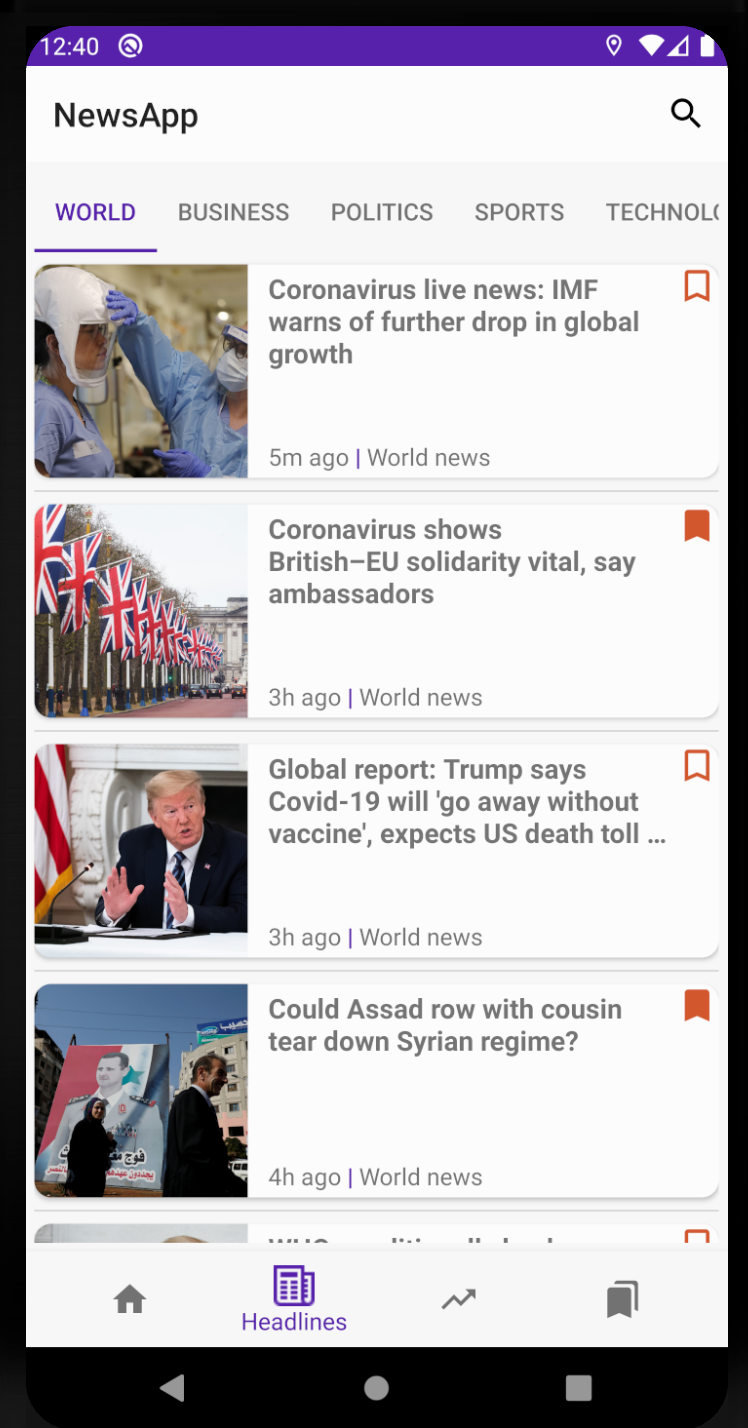 12:40
NewsApp
WORLD BUSINESS POLITICS SPORTS TECHNOLO
Coronavirus live news: IMF
warns of further drop in global
growth
5m ago | World news
Coronavirus shows
British–EU solidarity vital, say
ambassadors
3h ago | World news
Global report: Trump says
Covid-19 will 'go away without
vaccine', expects US death toll …
3h ago | World news
Could Assad row with cousin
tear down Syrian regime?
4h ago | World news
Headlines